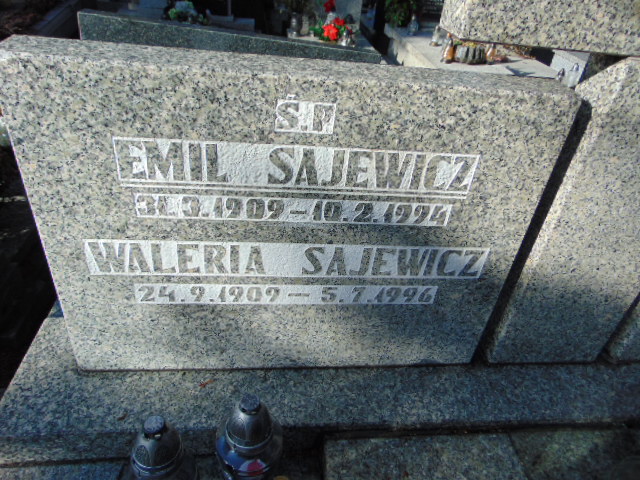 Ś.P.
EMIL SAJEWICZ
31.3.1909 – 10.2.1994
WALERIA SAJEWICZ
24.9.1909 – 5.7.1996